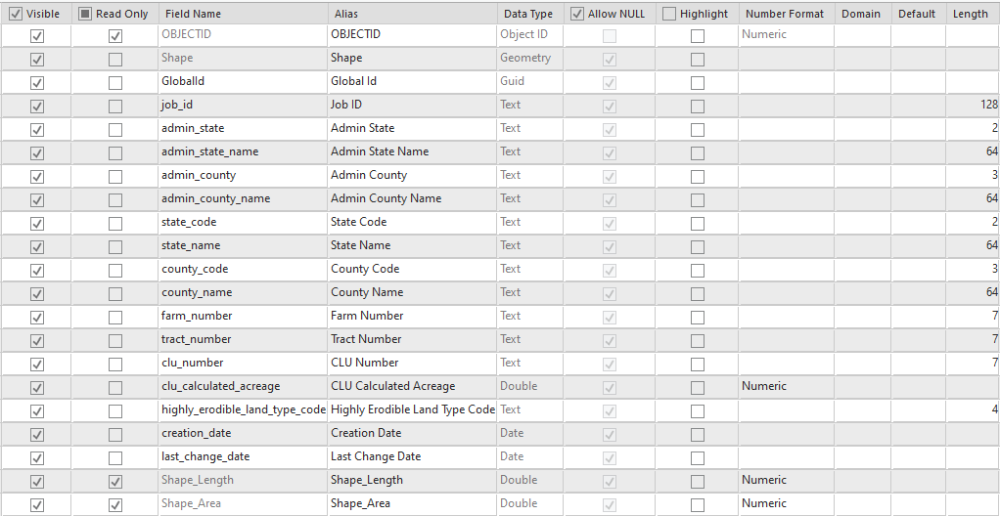 Visible Read Only Field Name Alias Data Type Allow NULL Highlight Number Format Domain Default Length
OBJECTID OBJECTID Object ID Numeric
Shape Shape Geometry
GlobalId Global Id Guid
job_id Job ID Text 128
admin_state Admin State Text 2
admin_state_name Admin State Name Text 64
admin_county Admin County Text 3
admin_county_name Admin County Name Text 64
state_code State Code Text 2
state_name State Name Text 64
county_code County Code Text 3
county_name County Name Text 64
farm_number Farm Number Text 7
tract_number Tract Number Text 7
clu_number CLU Number Text 7
clu_calculated_acreage CLU Calculated Acreage Double Numeric
highly_erodible_land_type_code Highly Erodible Land Type Code Text 4
creation_date Creation Date Date
last_change_date Last Change Date Date
Shape_Length Shape_Length Double Numeric
Shape_Area Shape_Area Double Numeric